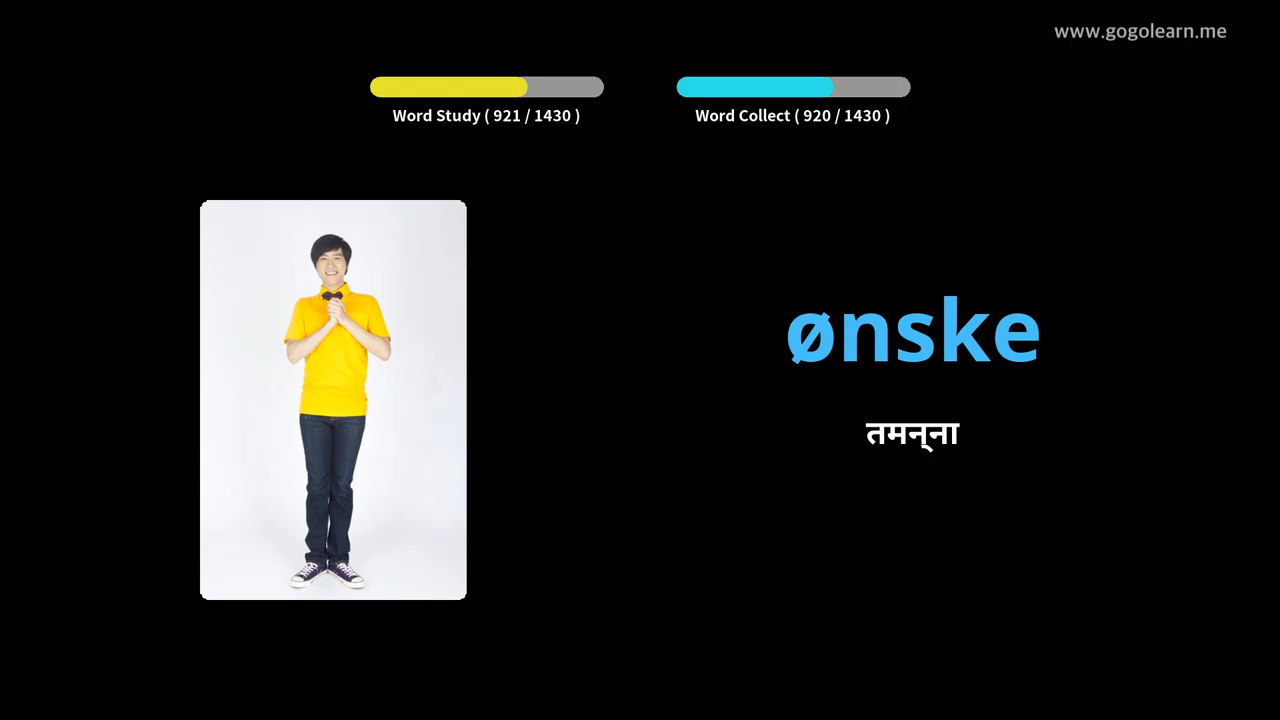 www.gogolearn.me
Word Study ( 921 / 1430 )
Word Collect ( 920 / 1430 )
ønske
तमन्‌ना